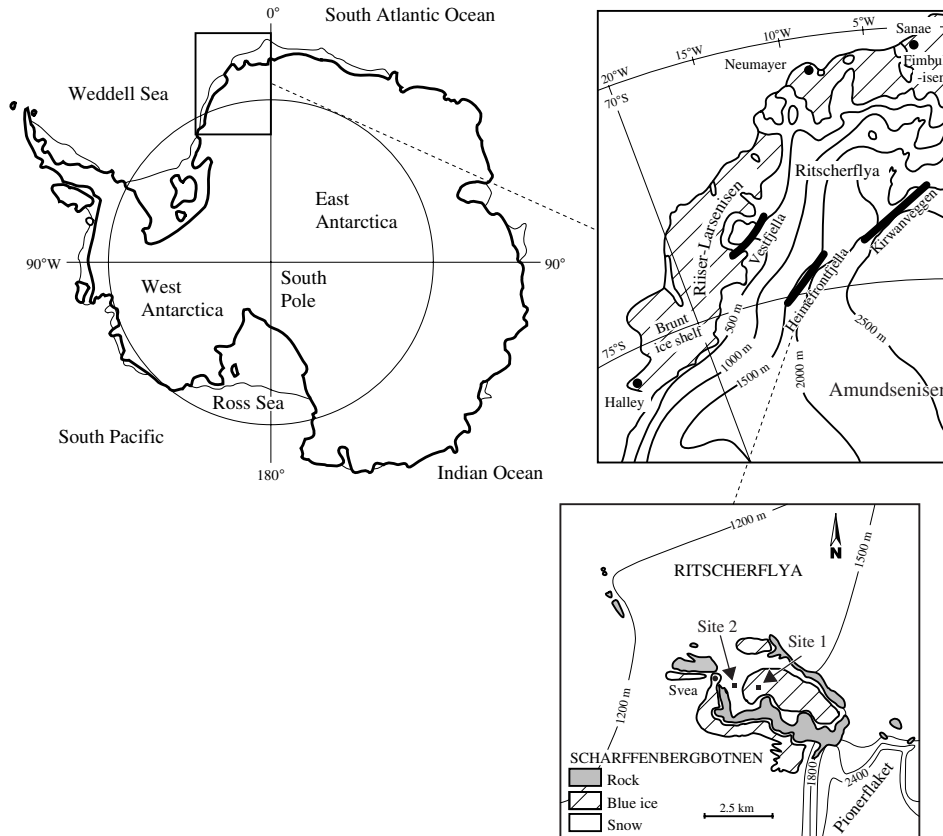 0°
South Atlantic Ocean
Weddell Sea
East
Antarctica
90°W
90°
South
Pole
West
Antarctica
Ross Sea
South Pacific
180°
Indian Ocean
5°W
10°W
15°W
20°W
70°S
Sanae
Neumayer
Fimbul
-isen
Ritscherflya
Riiser-Larsenisen
Vestfjella
Kirwanveggen
Heimefrontfjella
Brunt
ice shelf
75°S
Halley
500 m
1000 m
1500 m
2000 m
2500 m
Amundsenisen
1200 m
1500 m
N
RITSCHERFLYA
Site 2
Site 1
Svea
1200 m
SCHARFFENBERGBOTNEN
Rock
Blue ice
Snow
2.5 km
1800
2400
Pionerflaket